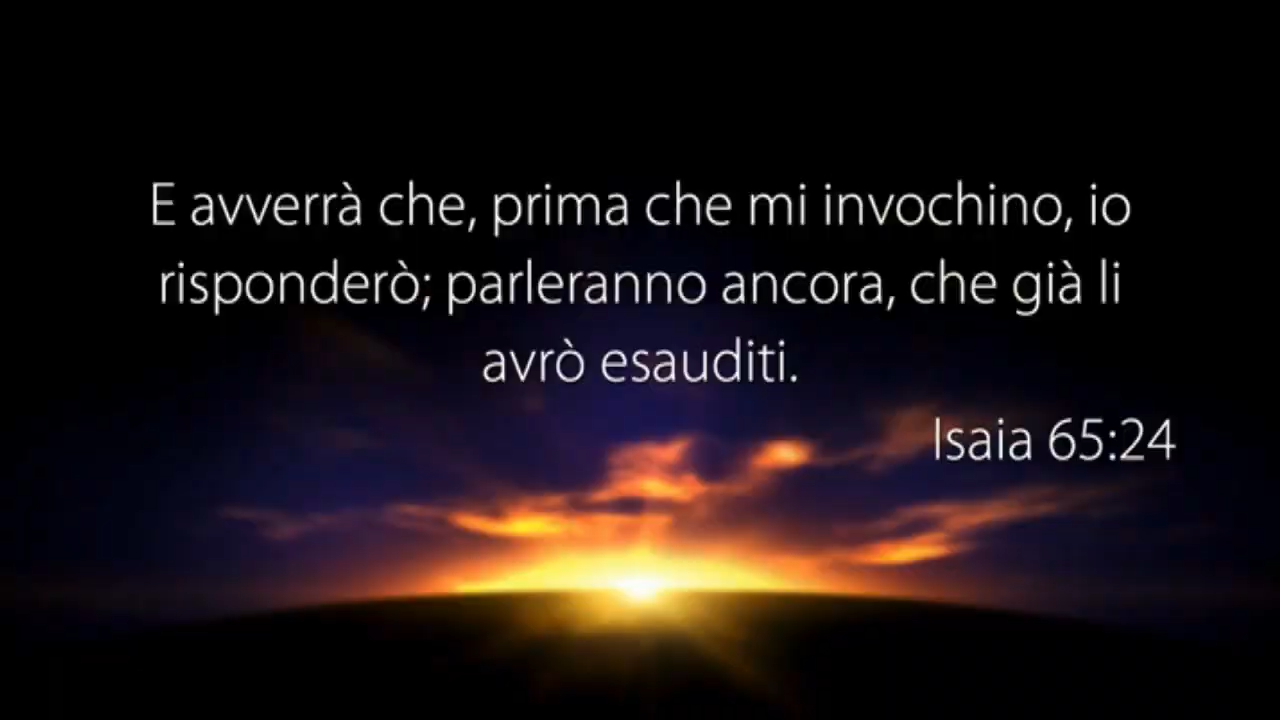 E avverrà che, prima che mi invochino, io
risponderò; parleranno ancora, che già li
avrò esauditi.
Isaia 65:24